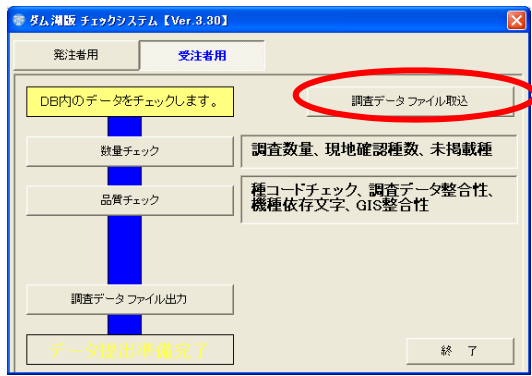 ダム湖版 チェックシステム【Ver.3.30】
発注者用
受注者用
DB内のデータをチェックします。
調査データファイル取込
数量チェック
調査数量、現地確認種数、未掲載種
品質チェック
種コードチェック、調査データ整合性、
機種依存文字、GIS整合性
調査データファイル出力
データ提出準備完了
終 了